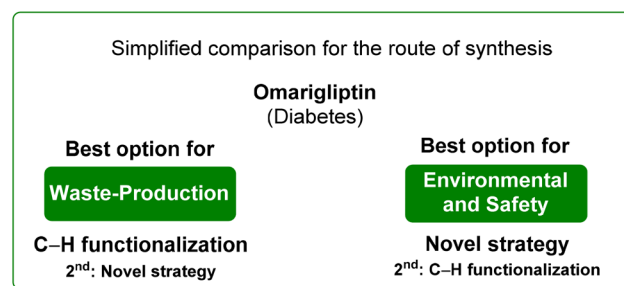 Simplified comparison for the route of synthesis
Omarigliptin
(Diabetes)
Best option for
Waste-Production
C–H functionalization
2nd: Novel strategy
Best option for
Environmental
and Safety
Novel strategy
2nd: C–H functionalization